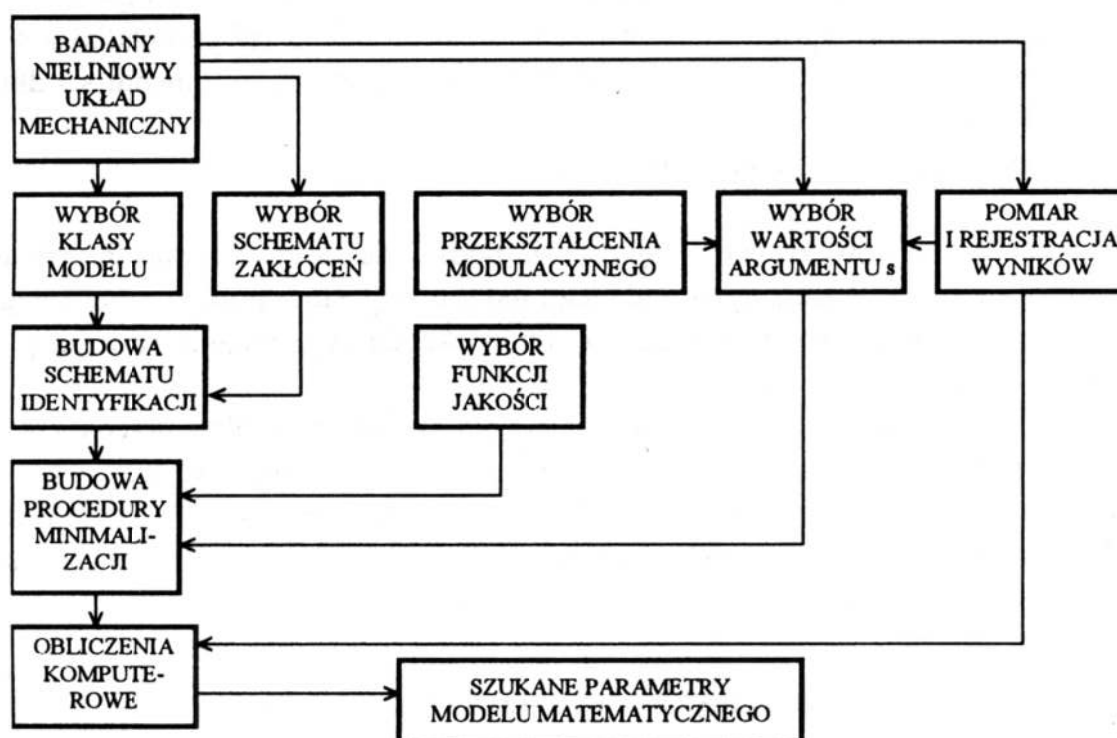 BADANY
NIELINIOWY
UKŁAD
MECHANICZNY
WYBÓR
KLASY
MODELU
WYBÓR
SCHEMATU
ZAKŁÓCEŃ
WYBÓR
PRZEKSZTAŁCENIA
MODULACYJNEGO
WYBÓR
WARTOŚCI
ARGUMENTU s
POMIAR
I REJESTRACJA
WYNIKÓW
BUDOWA
SCHEMATU
IDENTYFIKACJI
WYBÓR
FUNKCJI
JAKOŚCI
BUDOWA
PROCEDURY
MINIMALI-
ZACJI
OBLICZENIA
KOMPUTE-
ROWE
SZUKANE PARAMETRY
MODELU MATEMATYCZNEGO